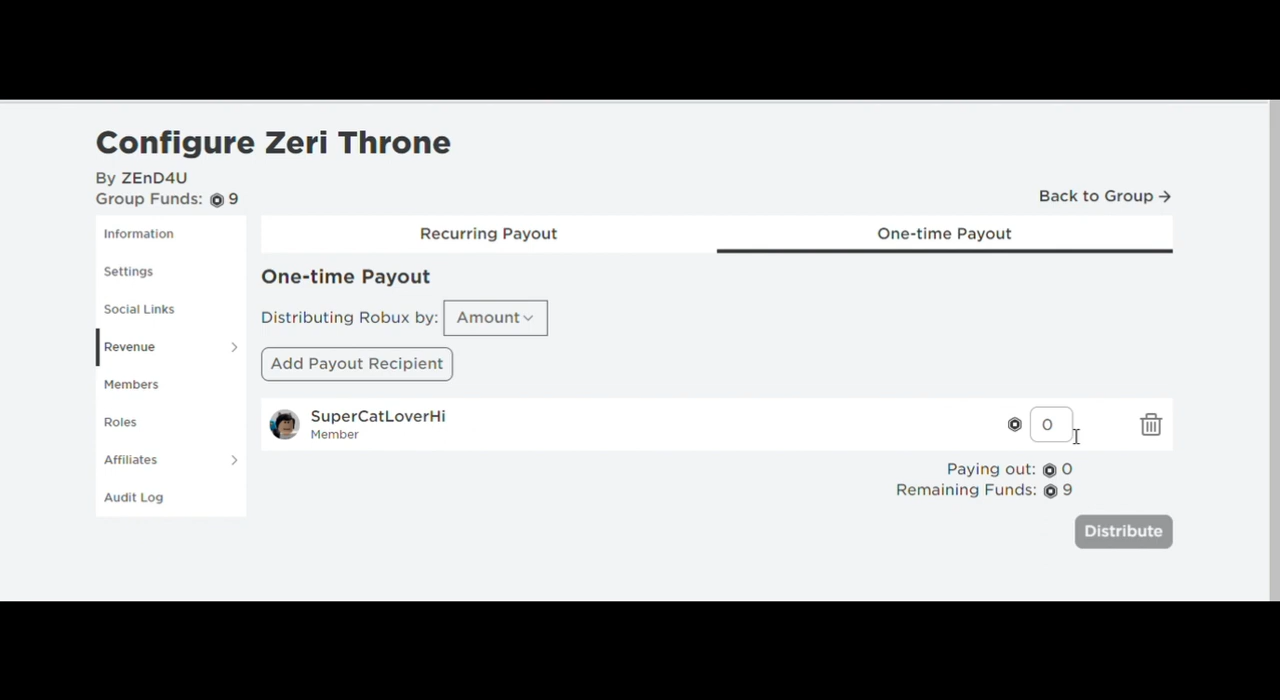 Configure Zeri Throne
By ZEnD4U
Group Funds: 9
Back to Group →
Information
Settings
Social Links
Revenue
Members
Roles
Affiliates
Audit Log
Recurring Payout
One-time Payout
One-time Payout
Distributing Robux by: Amount
Add Payout Recipient
SuperCatLoverHi
Member
0
Paying out: 0
Remaining Funds: 9
Distribute